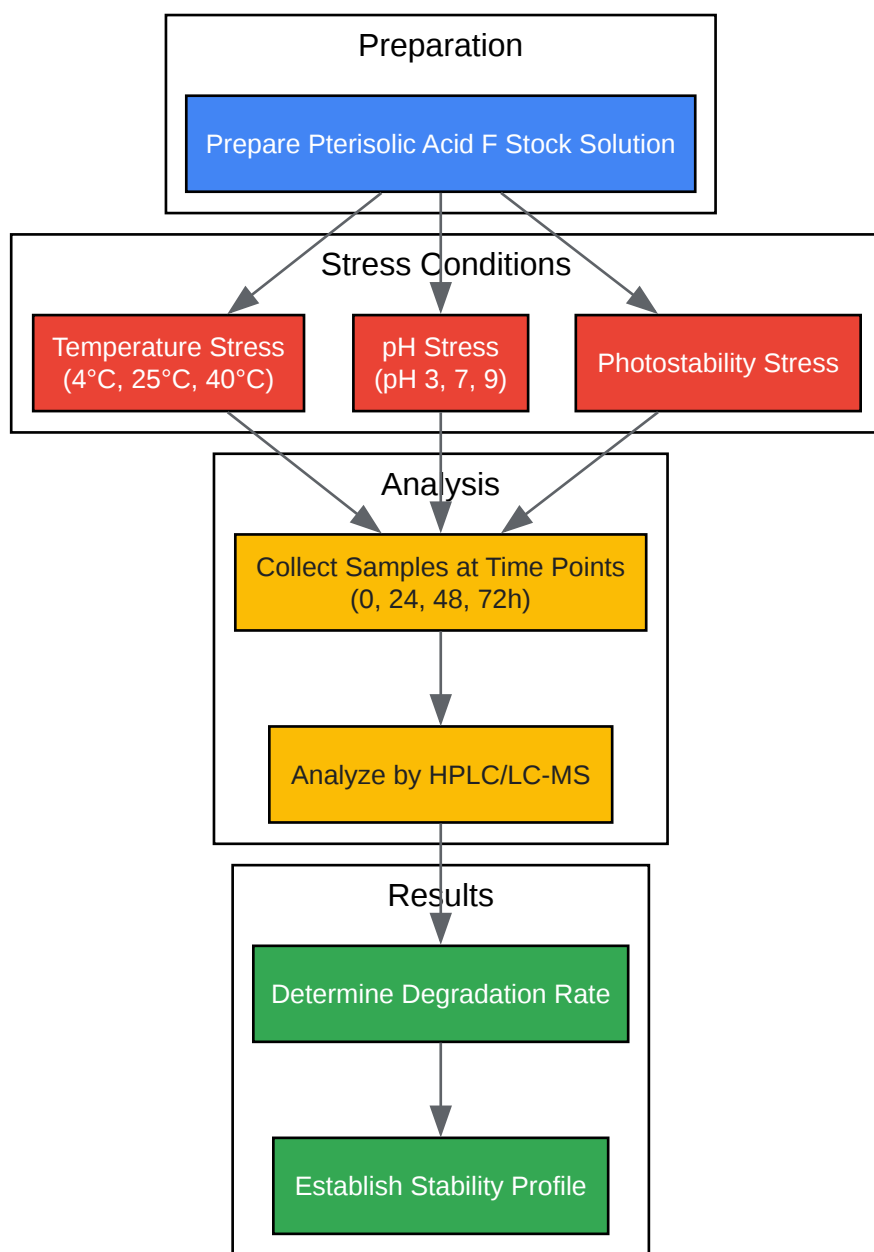 Preparation
Prepare Pterisolic Acid F Stock Solution
Stress Conditions
Temperature Stress
(4°C, 25°C, 40°C)
pH Stress
(pH 3, 7, 9)
Photostability Stress
Analysis
Collect Samples at Time Points
(0, 24, 48, 72h)
Analyze by HPLC/LC-MS
Results
Determine Degradation Rate
Establish Stability Profile